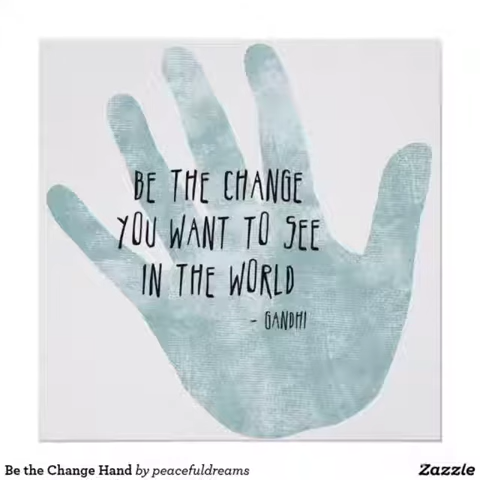 BE THE CHANGE
YOU WANT TO SEE
IN THE WORLD
- GANDHI
Be the Change Hand by peacefuldreams
Zazzle